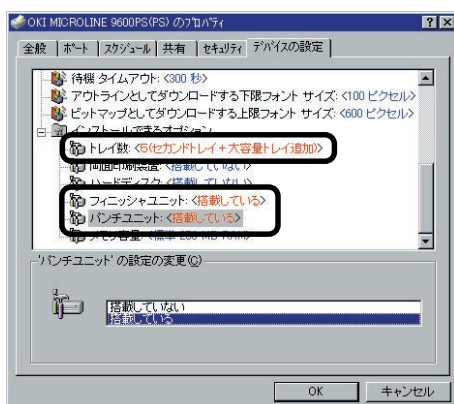 OKI MICROLINE 9600PS(PS) のプロパティ
全般 ポート スケジュール 共有 セキュリティ デバイスの設定
待機 タイムアウト: <300 秒>
アウトラインとしてダウンロードする下限フォント サイズ: <100 ピクセル>
ビットマップとしてダウンロードする上限フォント サイズ: <600 ピクセル>
インストールできるオプション
トレイ数: <5(セカンドトレイ+大容量トレイ追加)>
両面印刷装置: <搭載していない>
ハードディスク: <搭載していない>
フィニッシャユニット: <搭載している>
パンチユニット: <搭載している>
メモリ容量: <標準 256 MB RAM>
'パンチユニット' の設定の変更(C)
搭載していない
搭載している
OK キャンセル